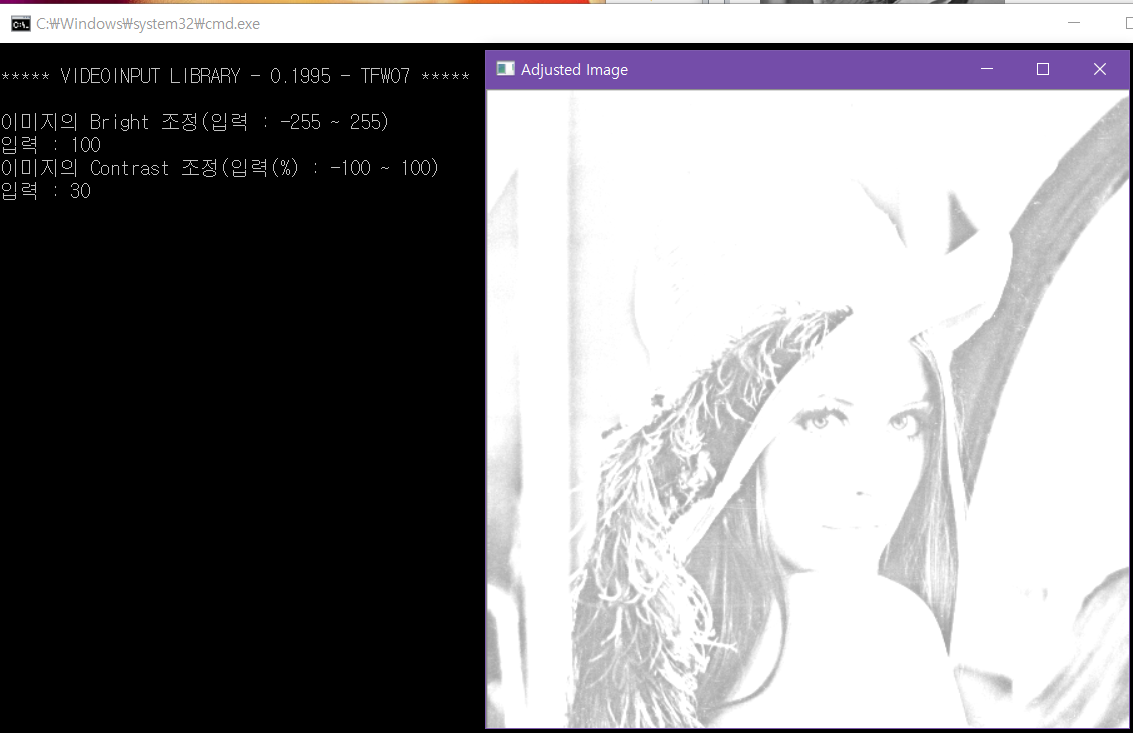 C:₩Windows₩system32₩cmd.exe
***** VIDEOINPUT LIBRARY - 0.1995 - TFW07 *****
Adjusted Image
이미지의 Bright 조정(입력 : -255 ~ 255)
입력 : 100
이미지의 Contrast 조정(입력(%) : -100 ~ 100)
입력 : 30